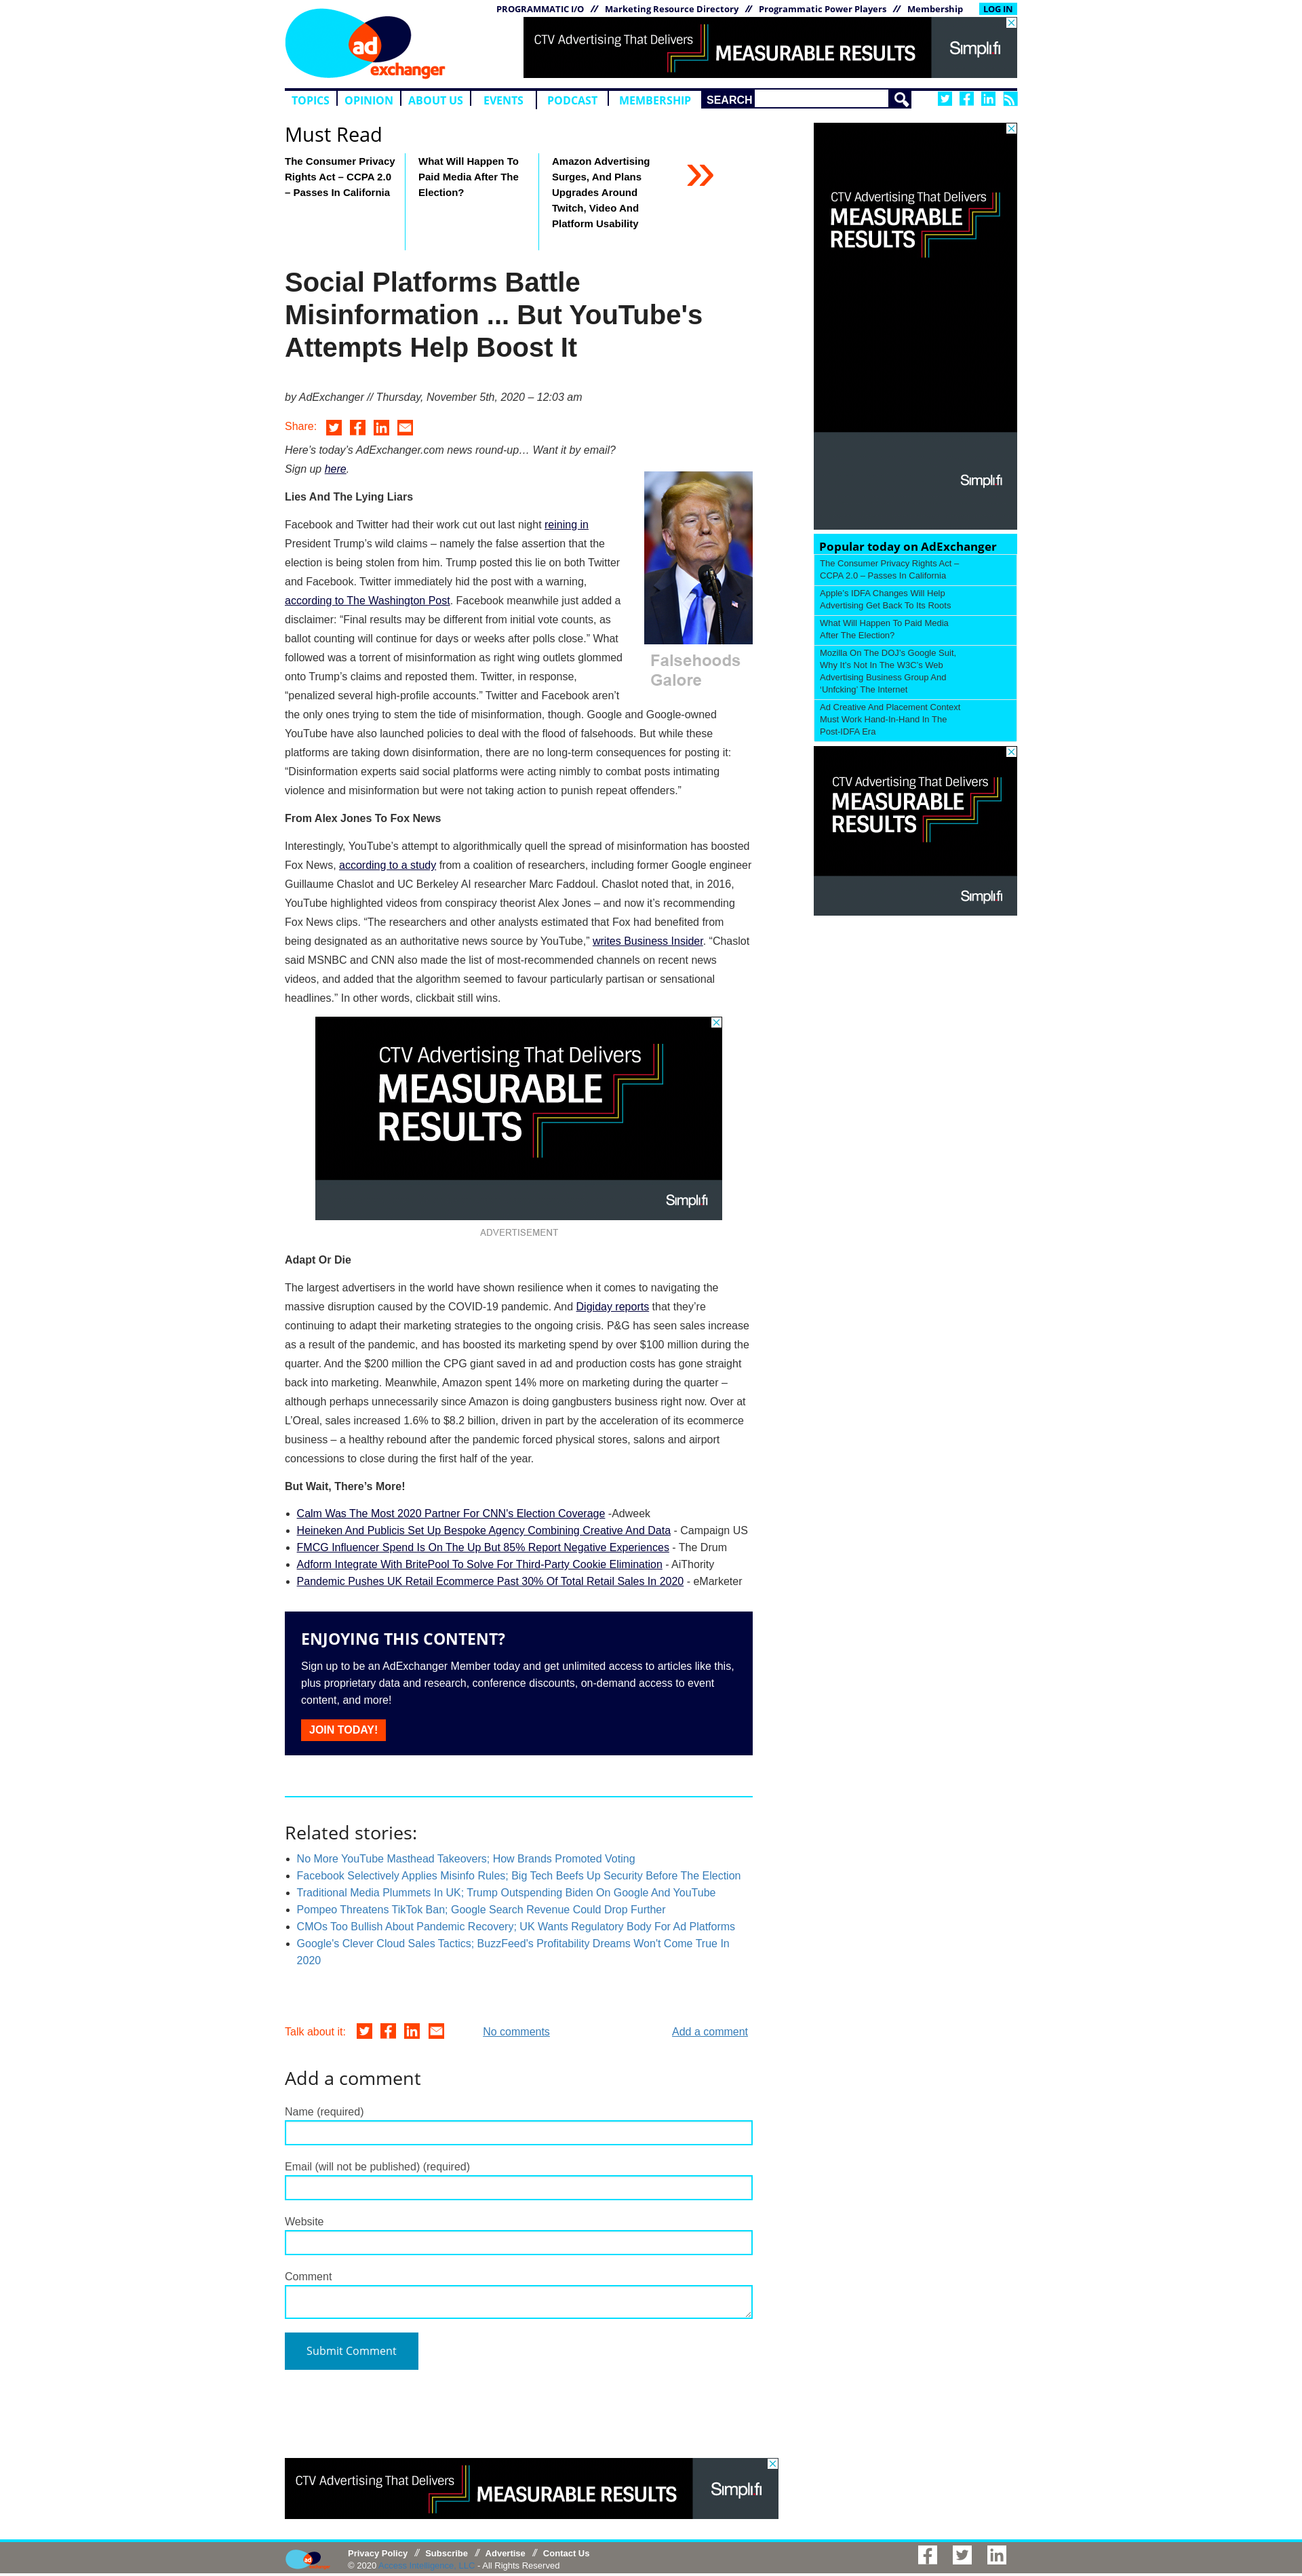 PROGRAMMATIC I/O // Marketing Resource Directory // Programmatic Power Players // Membership LOG IN
ad exchanger
CTV Advertising That Delivers MEASURABLE RESULTS Simplifi
TOPICS OPINION ABOUT US EVENTS PODCAST MEMBERSHIP SEARCH
Must Read
The Consumer Privacy
Rights Act – CCPA 2.0
– Passes In California
What Will Happen To
Paid Media After The
Election?
Amazon Advertising
Surges, And Plans
Upgrades Around
Twitch, Video And
Platform Usability
Social Platforms Battle
Misinformation ... But YouTube's
Attempts Help Boost It
by AdExchanger // Thursday, November 5th, 2020 – 12:03 am
Share:
Here’s today’s AdExchanger.com news round-up… Want it by email?
Sign up here.
Lies And The Lying Liars
Facebook and Twitter had their work cut out last night reining in
President Trump’s wild claims – namely the false assertion that the
election is being stolen from him. Trump posted this lie on both Twitter
and Facebook. Twitter immediately hid the post with a warning,
according to The Washington Post. Facebook meanwhile just added a
disclaimer: “Final results may be different from initial vote counts, as
ballot counting will continue for days or weeks after polls close.” What
followed was a torrent of misinformation as right wing outlets glommed
onto Trump’s claims and reposted them. Twitter, in response,
“penalized several high-profile accounts.” Twitter and Facebook aren’t
the only ones trying to stem the tide of misinformation, though. Google and Google-owned
YouTube have also launched policies to deal with the flood of falsehoods. But while these
platforms are taking down disinformation, there are no long-term consequences for posting it:
“Disinformation experts said social platforms were acting nimbly to combat posts intimating
violence and misinformation but were not taking action to punish repeat offenders.”
Falsehoods
Galore
From Alex Jones To Fox News
Interestingly, YouTube’s attempt to algorithmically quell the spread of misinformation has boosted
Fox News, according to a study from a coalition of researchers, including former Google engineer
Guillaume Chaslot and UC Berkeley AI researcher Marc Faddoul. Chaslot noted that, in 2016,
YouTube highlighted videos from conspiracy theorist Alex Jones – and now it’s recommending
Fox News clips. “The researchers and other analysts estimated that Fox had benefited from
being designated as an authoritative news source by YouTube,” writes Business Insider. “Chaslot
said MSNBC and CNN also made the list of most-recommended channels on recent news
videos, and added that the algorithm seemed to favour particularly partisan or sensational
headlines.” In other words, clickbait still wins.
CTV Advertising That Delivers
MEASURABLE
RESULTS
Simplifi
ADVERTISEMENT
Adapt Or Die
The largest advertisers in the world have shown resilience when it comes to navigating the
massive disruption caused by the COVID-19 pandemic. And Digiday reports that they’re
continuing to adapt their marketing strategies to the ongoing crisis. P&G has seen sales increase
as a result of the pandemic, and has boosted its marketing spend by over $100 million during the
quarter. And the $200 million the CPG giant saved in ad and production costs has gone straight
back into marketing. Meanwhile, Amazon spent 14% more on marketing during the quarter –
although perhaps unnecessarily since Amazon is doing gangbusters business right now. Over at
L’Oreal, sales increased 1.6% to $8.2 billion, driven in part by the acceleration of its ecommerce
business – a healthy rebound after the pandemic forced physical stores, salons and airport
concessions to close during the first half of the year.
But Wait, There’s More!
Calm Was The Most 2020 Partner For CNN's Election Coverage -Adweek
Heineken And Publicis Set Up Bespoke Agency Combining Creative And Data - Campaign US
FMCG Influencer Spend Is On The Up But 85% Report Negative Experiences - The Drum
Adform Integrate With BritePool To Solve For Third-Party Cookie Elimination - AiThority
Pandemic Pushes UK Retail Ecommerce Past 30% Of Total Retail Sales In 2020 - eMarketer
ENJOYING THIS CONTENT?
Sign up to be an AdExchanger Member today and get unlimited access to articles like this,
plus proprietary data and research, conference discounts, on-demand access to event
content, and more!
JOIN TODAY!
Related stories:
No More YouTube Masthead Takeovers; How Brands Promoted Voting
Facebook Selectively Applies Misinfo Rules; Big Tech Beefs Up Security Before The Election
Traditional Media Plummets In UK; Trump Outspending Biden On Google And YouTube
Pompeo Threatens TikTok Ban; Google Search Revenue Could Drop Further
CMOs Too Bullish About Pandemic Recovery; UK Wants Regulatory Body For Ad Platforms
Google's Clever Cloud Sales Tactics; BuzzFeed's Profitability Dreams Won't Come True In
2020
Talk about it: No comments Add a comment
Add a comment
Name (required)
Email (will not be published) (required)
Website
Comment
Submit Comment
CTV Advertising That Delivers
MEASURABLE
RESULTS
Simplifi
Popular today on AdExchanger
The Consumer Privacy Rights Act –
CCPA 2.0 – Passes In California
Apple’s IDFA Changes Will Help
Advertising Get Back To Its Roots
What Will Happen To Paid Media
After The Election?
Mozilla On The DOJ’s Google Suit,
Why It’s Not In The W3C’s Web
Advertising Business Group And
‘Unfcking’ The Internet
Ad Creative And Placement Context
Must Work Hand-In-Hand In The
Post-IDFA Era
CTV Advertising That Delivers
MEASURABLE
RESULTS
Simplifi
CTV Advertising That Delivers MEASURABLE RESULTS Simplifi
ad
Privacy Policy // Subscribe // Advertise // Contact Us
© 2020 Access Intelligence, LLC - All Rights Reserved